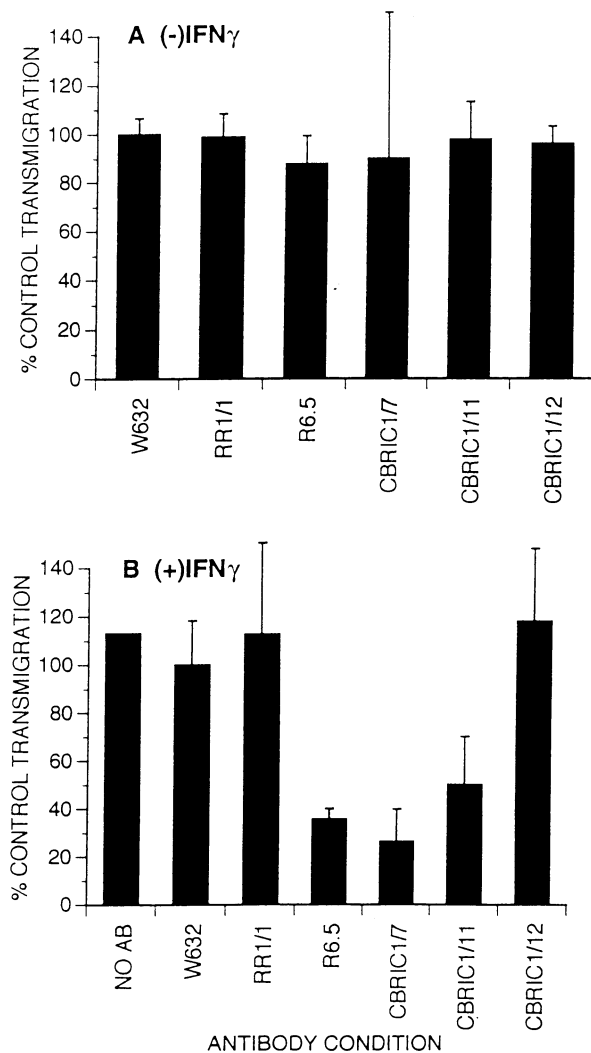 A (-)IFNγ
% CONTROL TRANSMIGRATION
140
120
100
80
60
40
20
0
W632
RR1/1
R6.5
CBRIC1/7
CBRIC1/11
CBRIC1/12
B (+)IFNγ
% CONTROL TRANSMIGRATION
140
120
100
80
60
40
20
0
NO AB
W632
RR1/1
R6.5
CBRIC1/7
CBRIC1/11
CBRIC1/12
ANTIBODY CONDITION